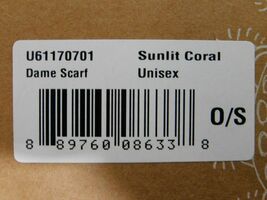 U61170701 Sunlit Coral
Dame Scarf Unisex
O/S
8 89760 08633 8